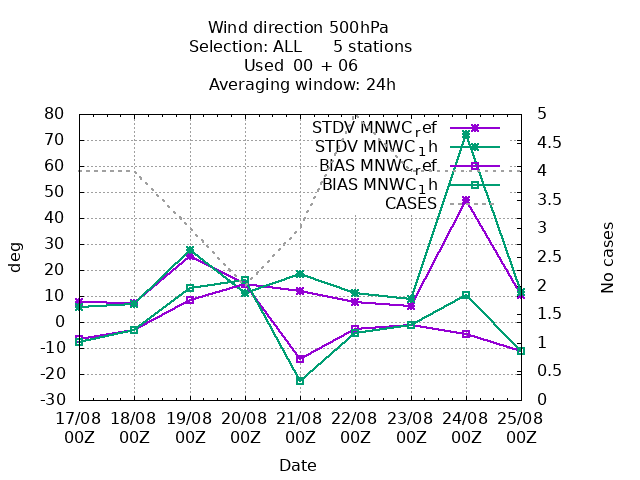 Wind direction 500hPa
Selection: ALL 5 stations
Used 00 + 06
Averaging window: 24h
STDV MNWC_ref
STDV MNWC_1h
BIAS MNWC_ref
BIAS MNWC_1h
CASES
deg
80
70
60
50
40
30
20
10
0
-10
-20
-30
5
4.5
4
3.5
3
2.5
2
1.5
1
0.5
0
No cases
17/08 18/08 19/08 20/08 21/08 22/08 23/08 24/08 25/08
00Z 00Z 00Z 00Z 00Z 00Z 00Z 00Z 00Z
Date